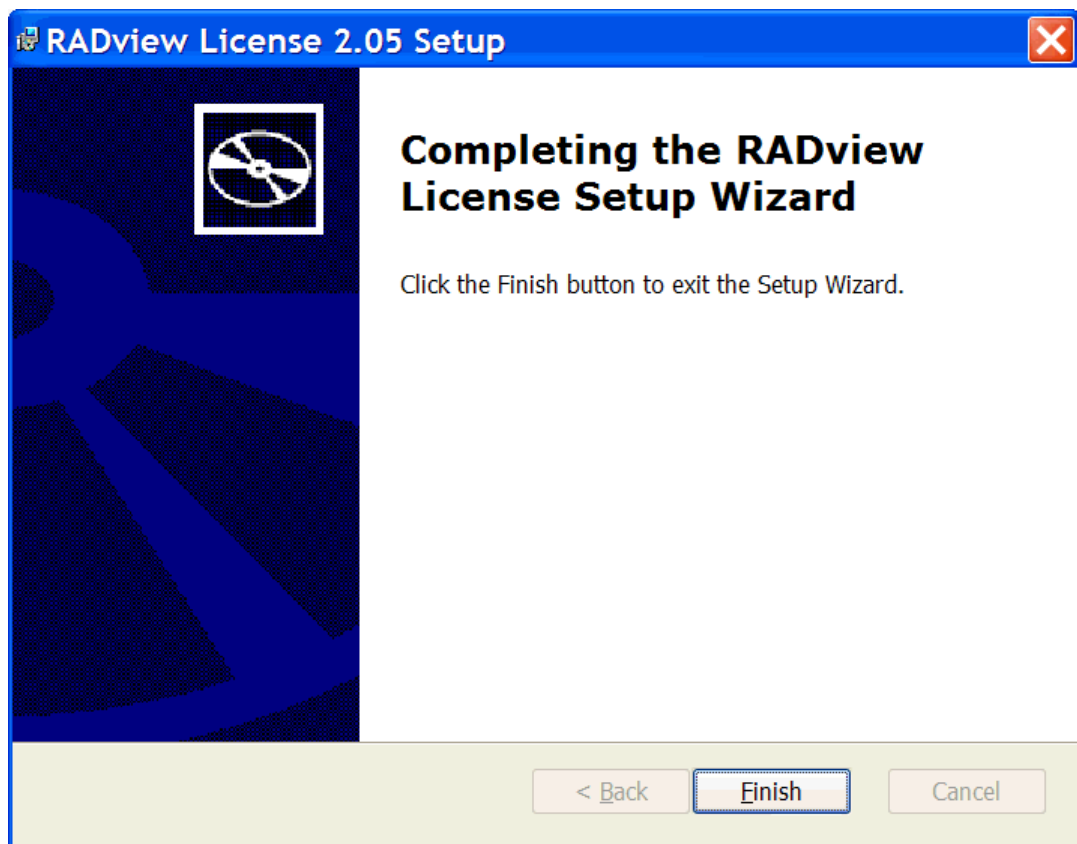 RADview License 2.05 Setup
Completing the RADview
License Setup Wizard
Click the Finish button to exit the Setup Wizard.
< Back Finish Cancel